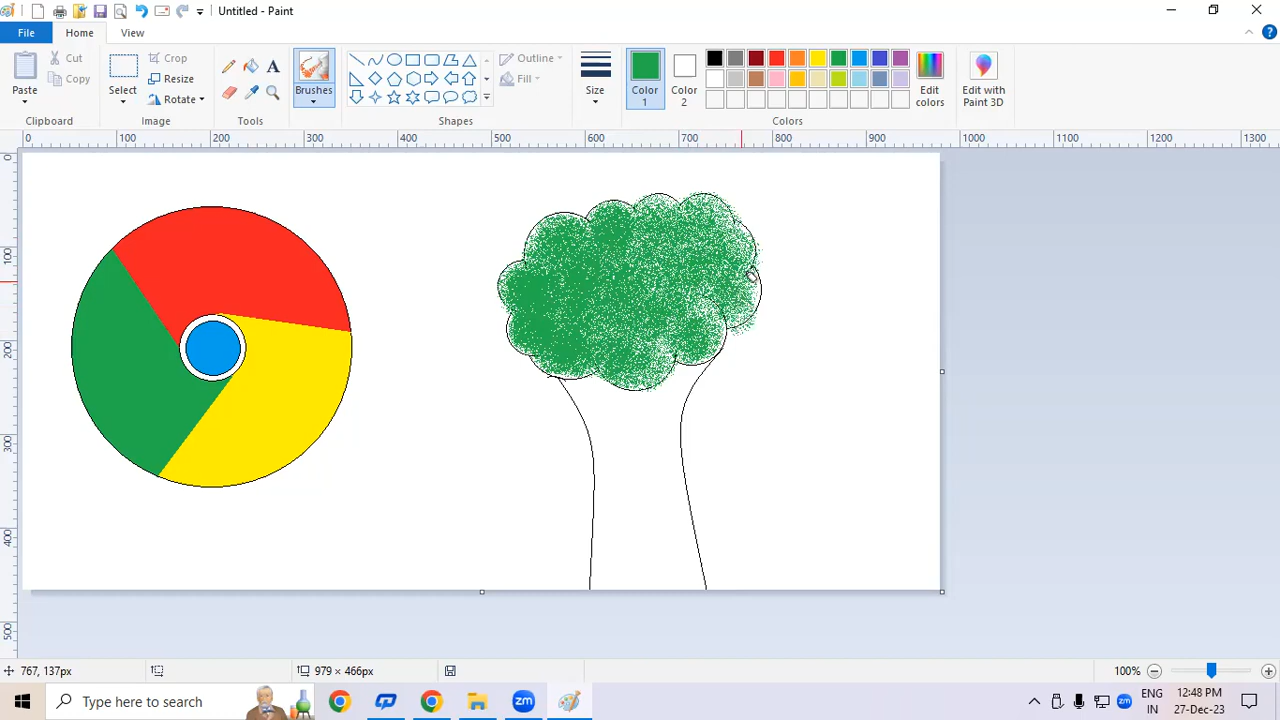 Untitled - Paint
File Home View
Paste
Cut
Copy
Clipboard
Select
Crop
Resize
Rotate
Image
A
Tools
Brushes
Outline
Fill
Shapes
Size
Color 1
Color 2
Edit colors
Edit with Paint 3D
Colors
0 100 200 300 400 500 600 700 800 900 1000 1100 1200 1300
0
100
200
300
400
500
767, 137px
979 × 466px
100%
Type here to search
zm
zm
ENG
IN
12:48 PM
27-Dec-23